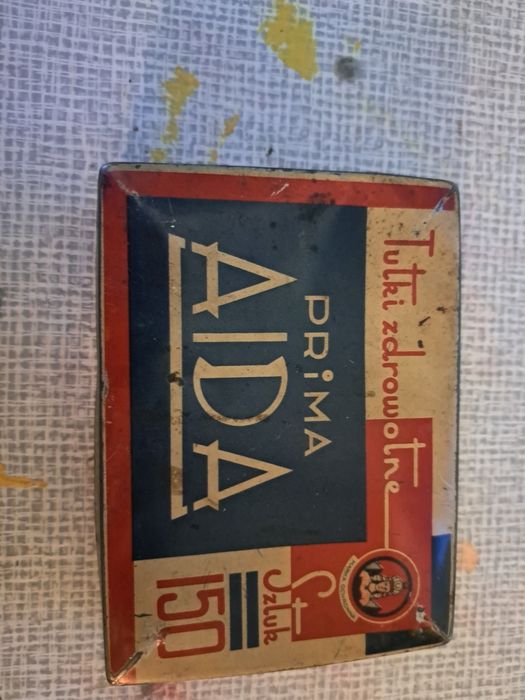 Tutki zdrowotne
PRiMA
AIDA
150
Sztuk